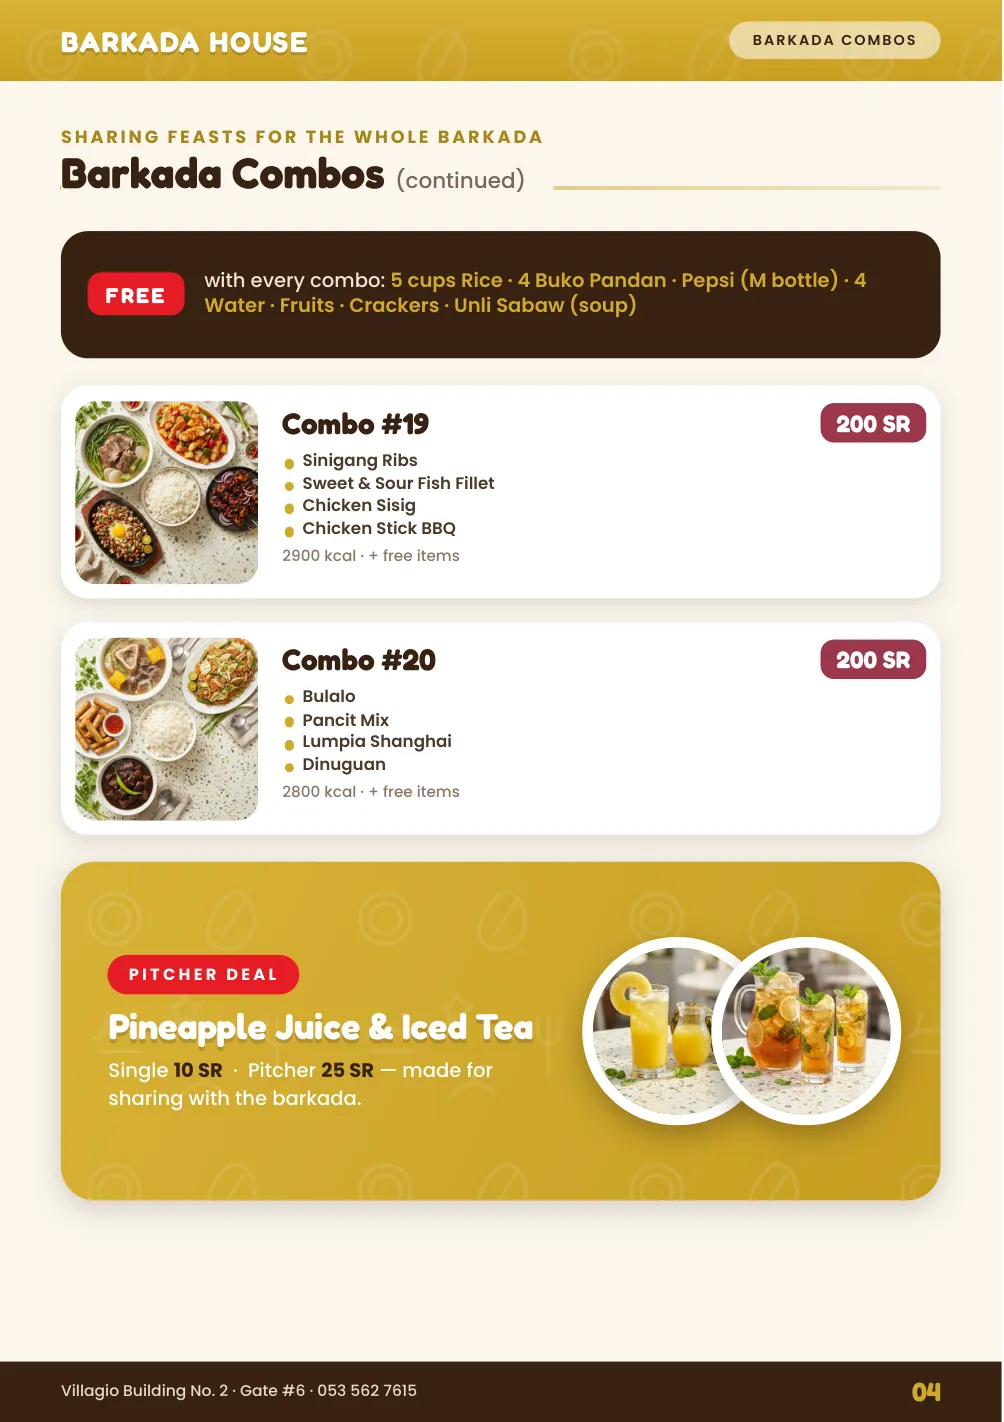 BARKADA HOUSE
BARKADA COMBOS
SHARING FEASTS FOR THE WHOLE BARKADA
Barkada Combos (continued)
FREE
with every combo: 5 cups Rice · 4 Buko Pandan · Pepsi (M bottle) · 4
Water · Fruits · Crackers · Unli Sabaw (soup)
Combo #19
200 SR
Sinigang Ribs
Sweet & Sour Fish Fillet
Chicken Sisig
Chicken Stick BBQ
2900 kcal · + free items
Combo #20
200 SR
Bulalo
Pancit Mix
Lumpia Shanghai
Dinuguan
2800 kcal · + free items
PITCHER DEAL
Pineapple Juice & Iced Tea
Single 10 SR · Pitcher 25 SR — made for
sharing with the barkada.
Villagio Building No. 2 · Gate #6 · 053 562 7615
04